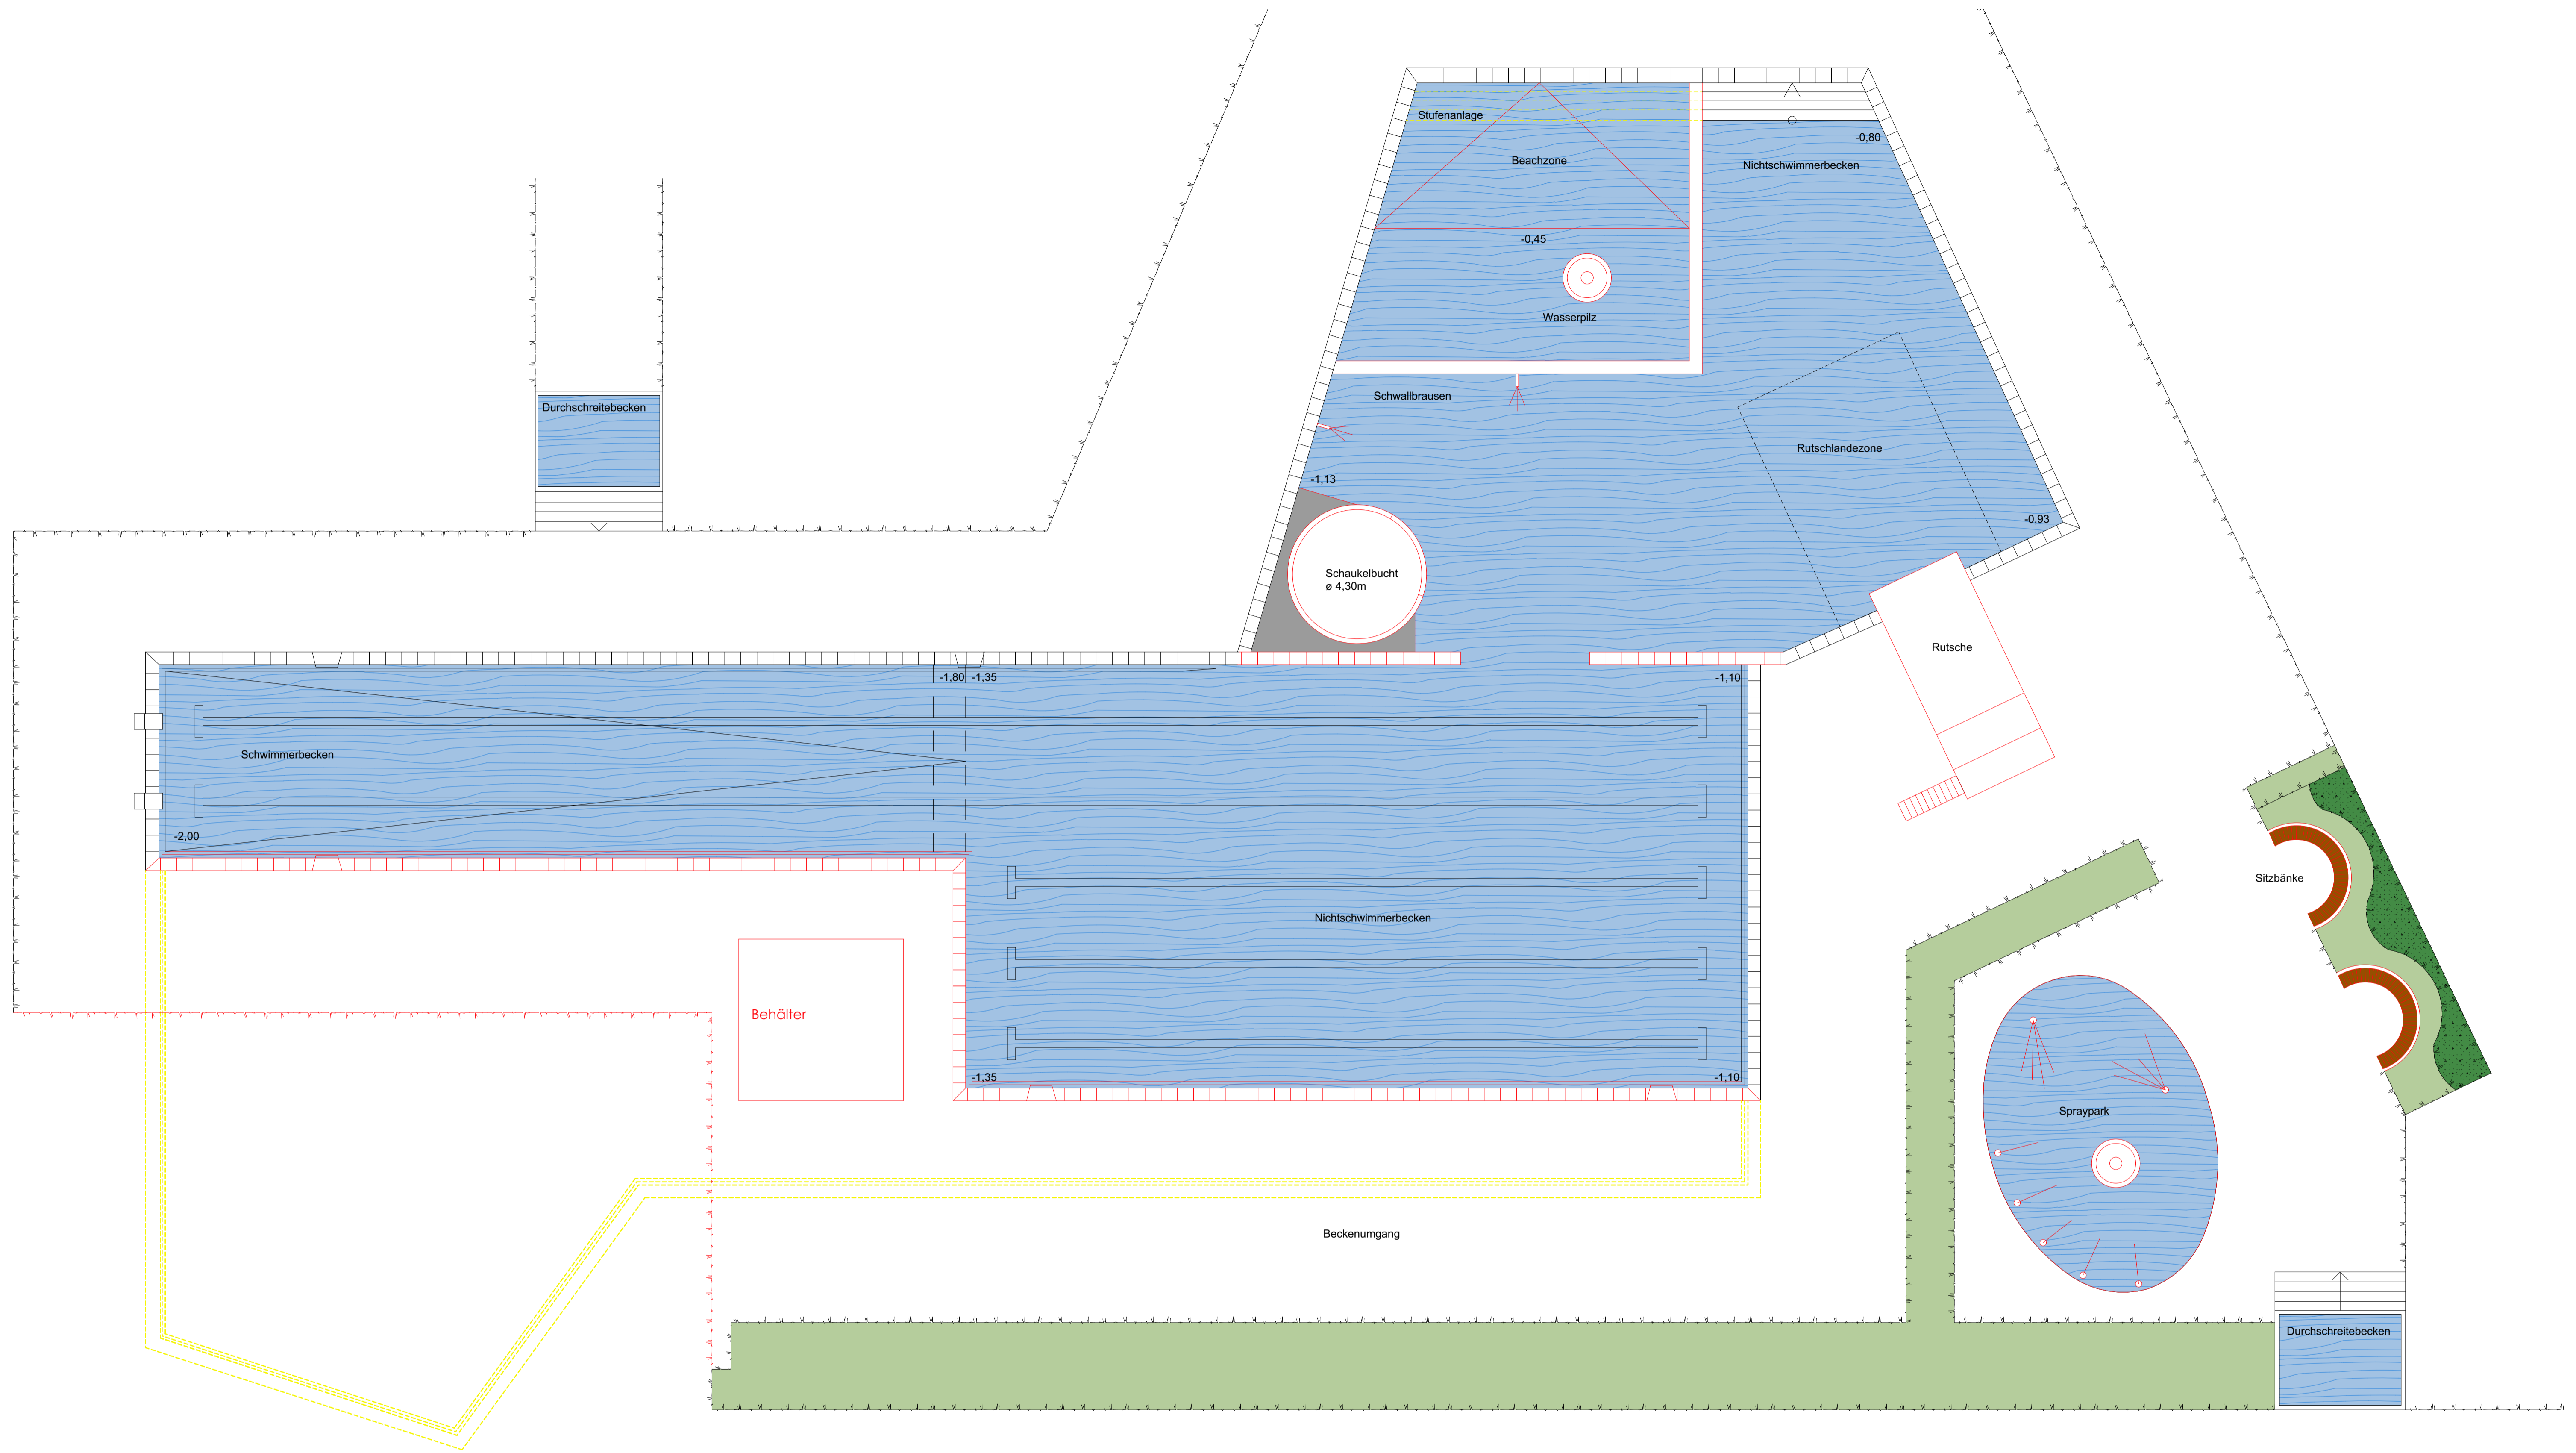 Stufenanlage
-0,80
Beachzone
Nichtschwimmerbecken
-0,45
Wasserpilz
Schwallbrausen
Durchschreitebecken
Rutschlandezone
-1,13
-0,93
Schaukelbucht
ø 4,30m
Rutsche
-1,80
-1,35
-1,10
Schwimmerbecken
-2,00
Sitzbänke
Nichtschwimmerbecken
Behälter
-1,35
-1,10
Spraypark
Beckenumgang
Durchschreitebecken